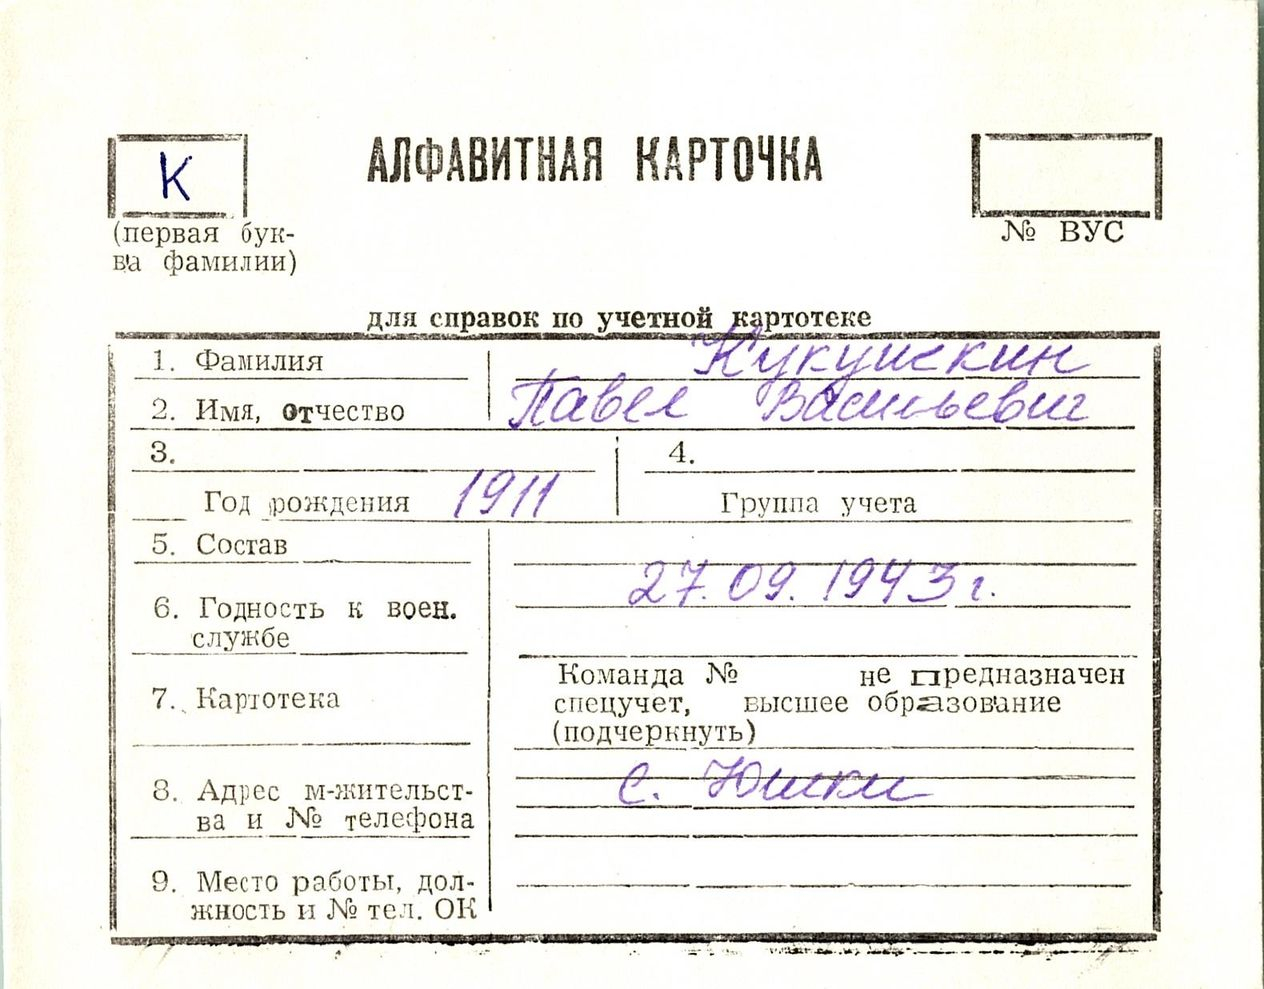 К
АЛФАВИТНАЯ КАРТОЧКА
(первая бук-
ва фамилии)
№ ВУС
для справок по учетной картотеке
1. Фамилия Кукушкин
2. Имя, отчество Павел Васильевич
3.
4.
Год рождения 1911
Группа учета
5. Состав
27.09.1943 г.
6. Годность к воен.
службе
7. Картотека
Команда № не предназначен
спецучет, высшее образование
(подчеркнуть)
8. Адрес м-жительст-
ва и № телефона
с. Юшки
9. Место работы, дол-
жность и № тел. ОК